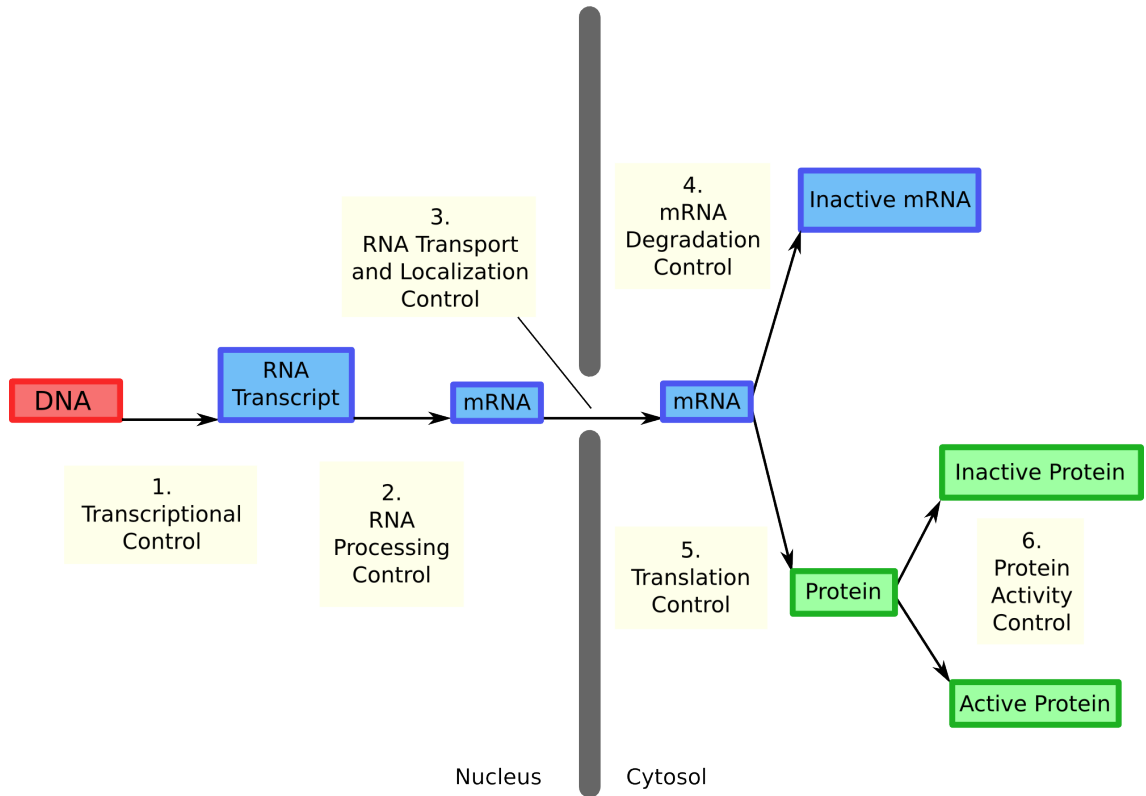 4.
mRNA
Degradation
Control
Inactive mRNA
3.
RNA Transport
and Localization
Control
DNA
RNA
Transcript
mRNA
mRNA
1.
Transcriptional
Control
2.
RNA
Processing
Control
5.
Translation
Control
Inactive Protein
Protein
6.
Protein
Activity
Control
Active Protein
Nucleus
Cytosol